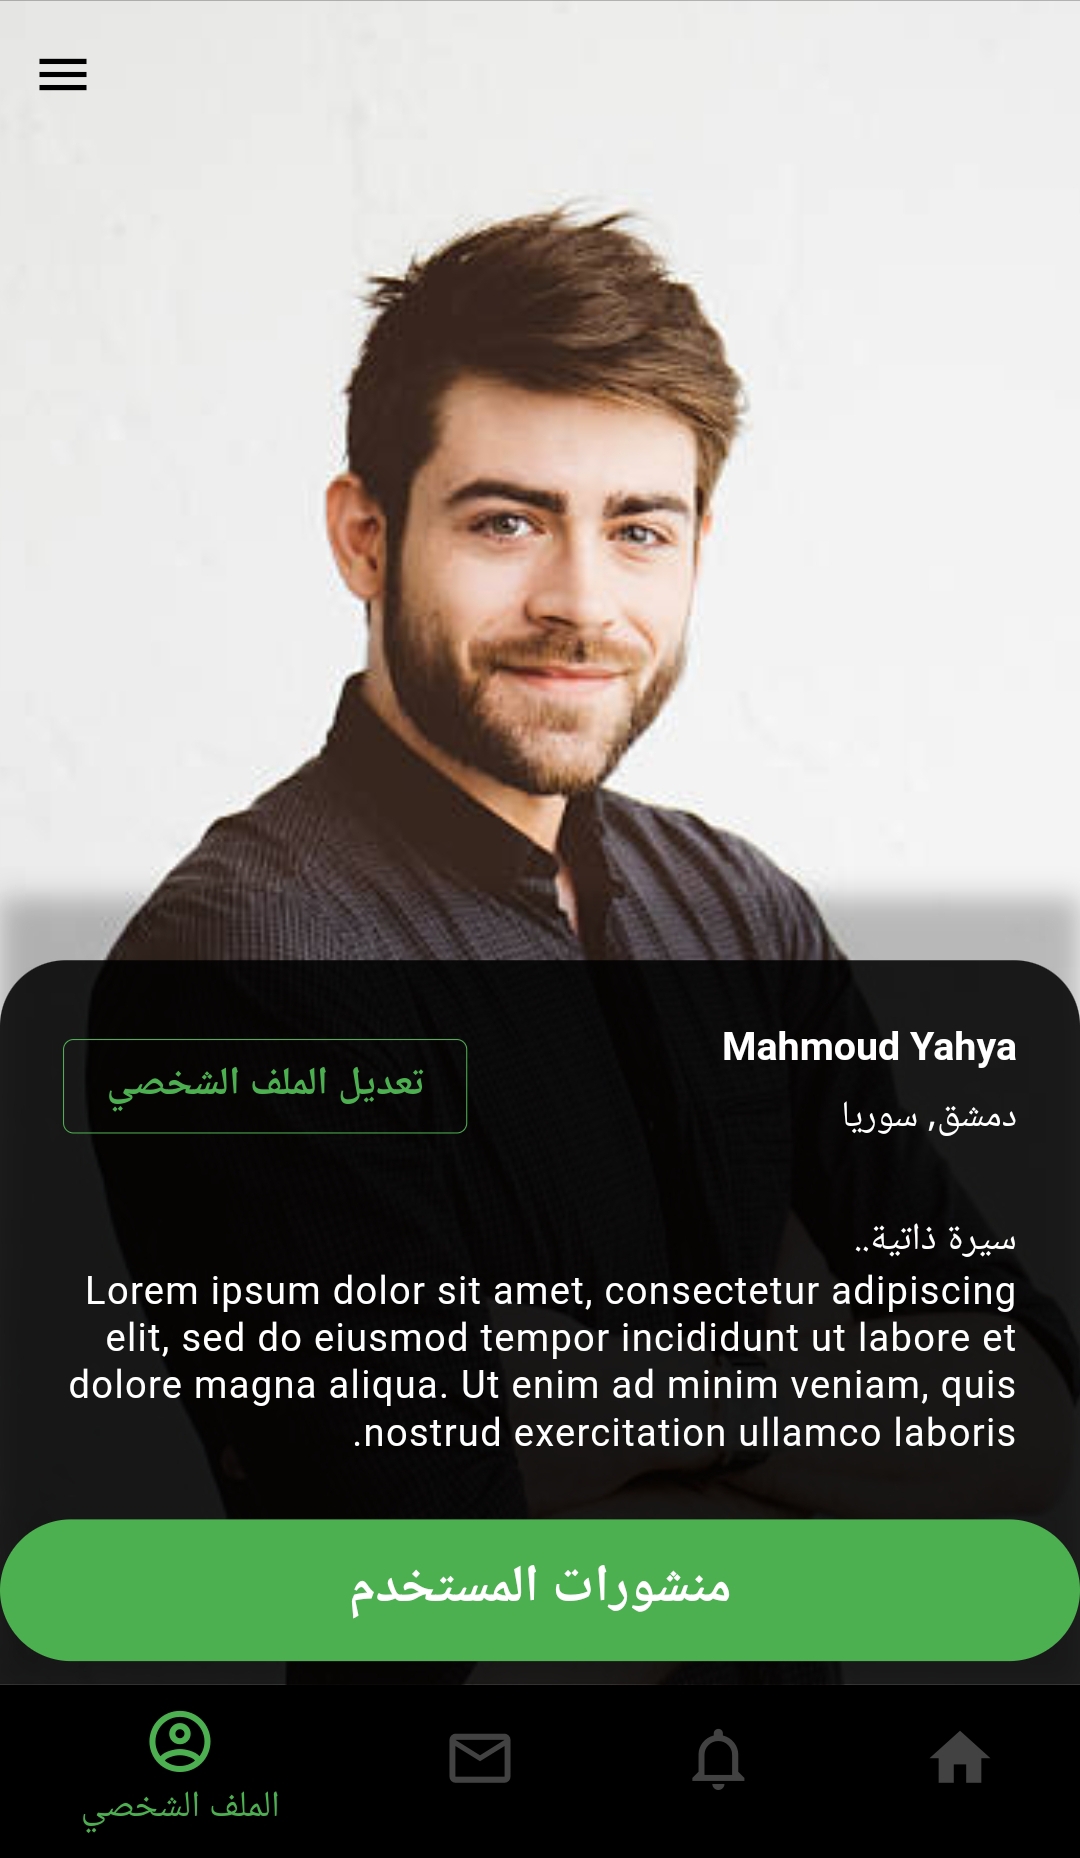 Mahmoud Yahya
تعديل الملف الشخصي
دمشق, سوريا
سيرة ذاتية..
Lorem ipsum dolor sit amet, consectetur adipiscing
elit, sed do eiusmod tempor incididunt ut labore et
dolore magna aliqua. Ut enim ad minim veniam, quis
nostrud exercitation ullamco laboris.
منشورات المستخدم
الملف الشخصي